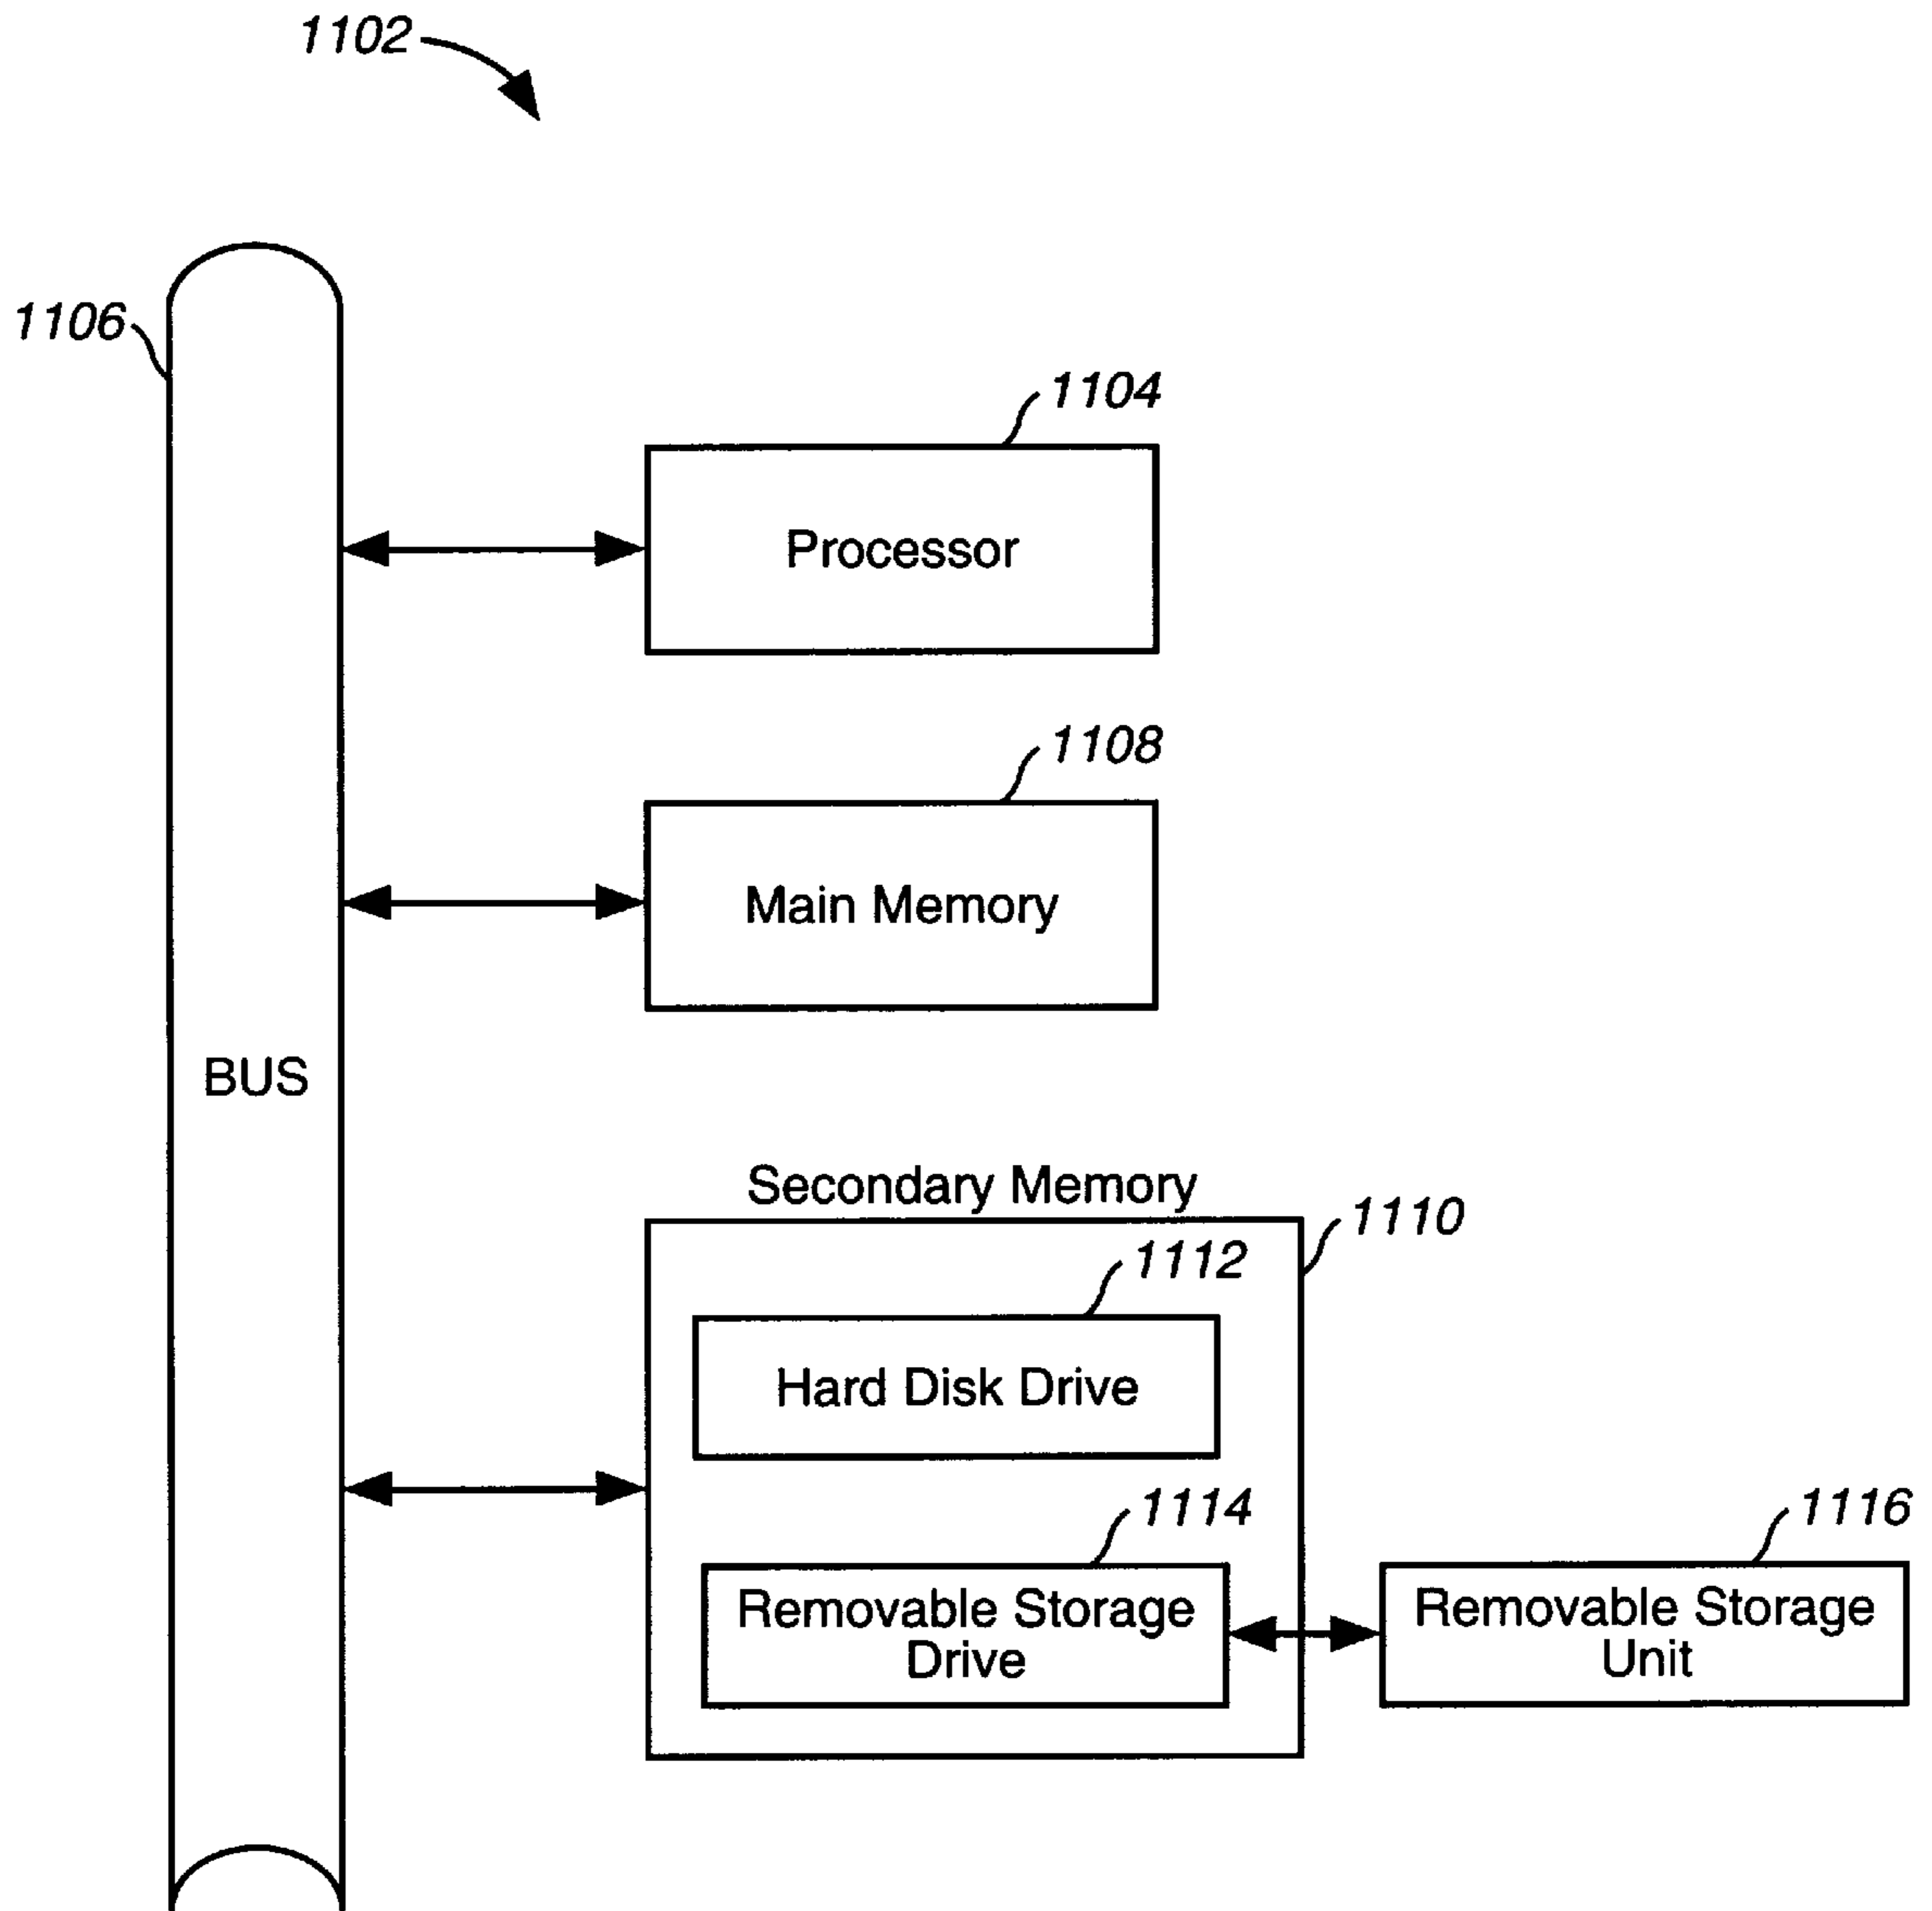 1102
1106
1104
Processor
1108
Main Memory
BUS
Secondary Memory
1110
1112
Hard Disk Drive
1114
1116
Removable Storage
Drive
Removable Storage
Unit